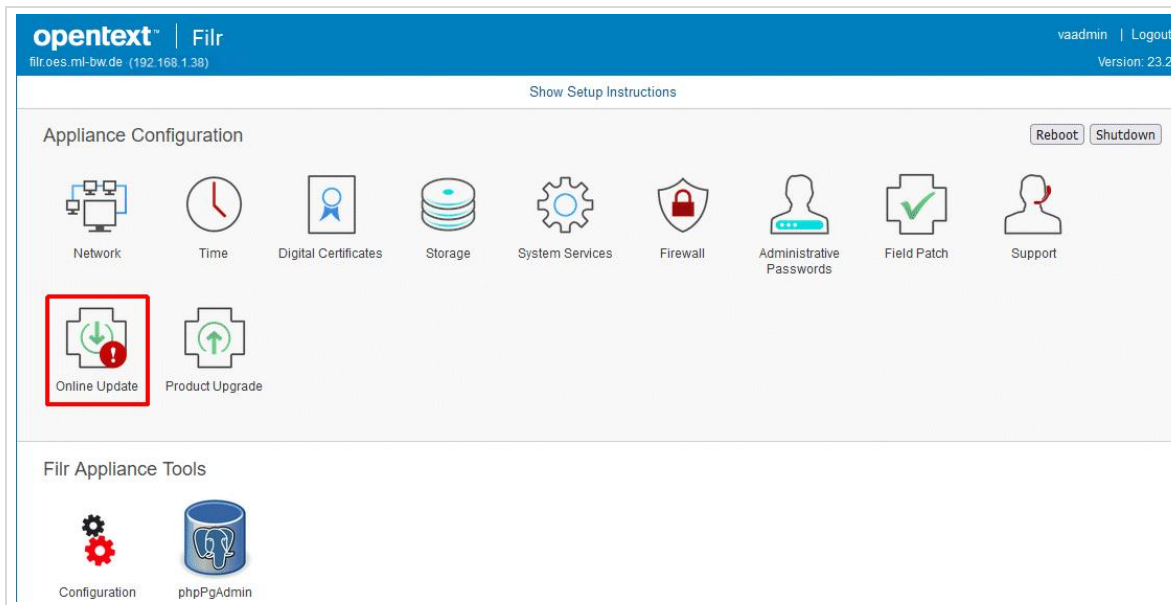 opentext™ | Filr
vaadmin | Logout
filr.oes.ml-bw.de (192.168.1.38)
Version: 23.2
Show Setup Instructions
Appliance Configuration
Reboot Shutdown
Network Time Digital Certificates Storage System Services Firewall Administrative Passwords Field Patch Support
Online Update Product Upgrade
Filr Appliance Tools
Configuration phpPgAdmin